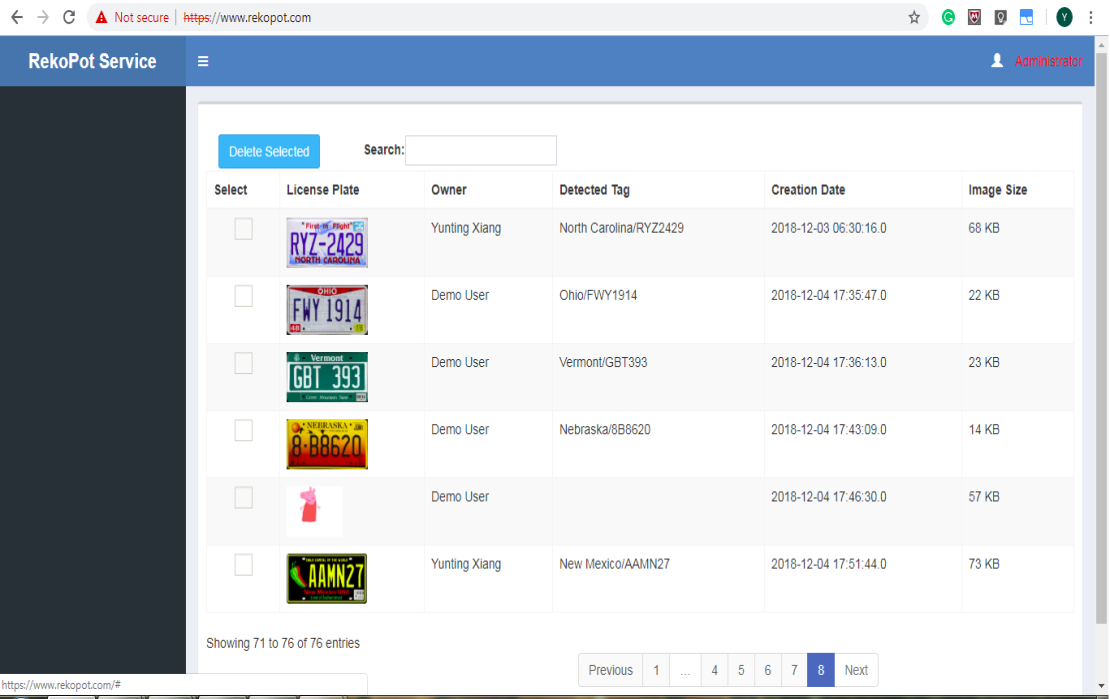 Not secure | https://www.rekopot.com
Y
RekoPot Service
Administrator
Delete Selected Search:
Select License Plate Owner Detected Tag Creation Date Image Size
"First in Flight" RYZ-2429 NORTH CAROLINA Yunting Xiang North Carolina/RYZ2429 2018-12-03 06:30:16.0 68 KB
OHIO FWY 1914 48 Demo User Ohio/FWY1914 2018-12-04 17:35:47.0 22 KB
Vermont GBT 393 Green Mountain State Demo User Vermont/GBT393 2018-12-04 17:36:13.0 23 KB
NEBRASKA 8·B8620 Demo User Nebraska/8B8620 2018-12-04 17:43:09.0 14 KB
Demo User 2018-12-04 17:46:30.0 57 KB
AAMN27 New Mexico USA Yunting Xiang New Mexico/AAMN27 2018-12-04 17:51:44.0 73 KB
Showing 71 to 76 of 76 entries
Previous 1 ... 4 5 6 7 8 Next
https://www.rekopot.com/#